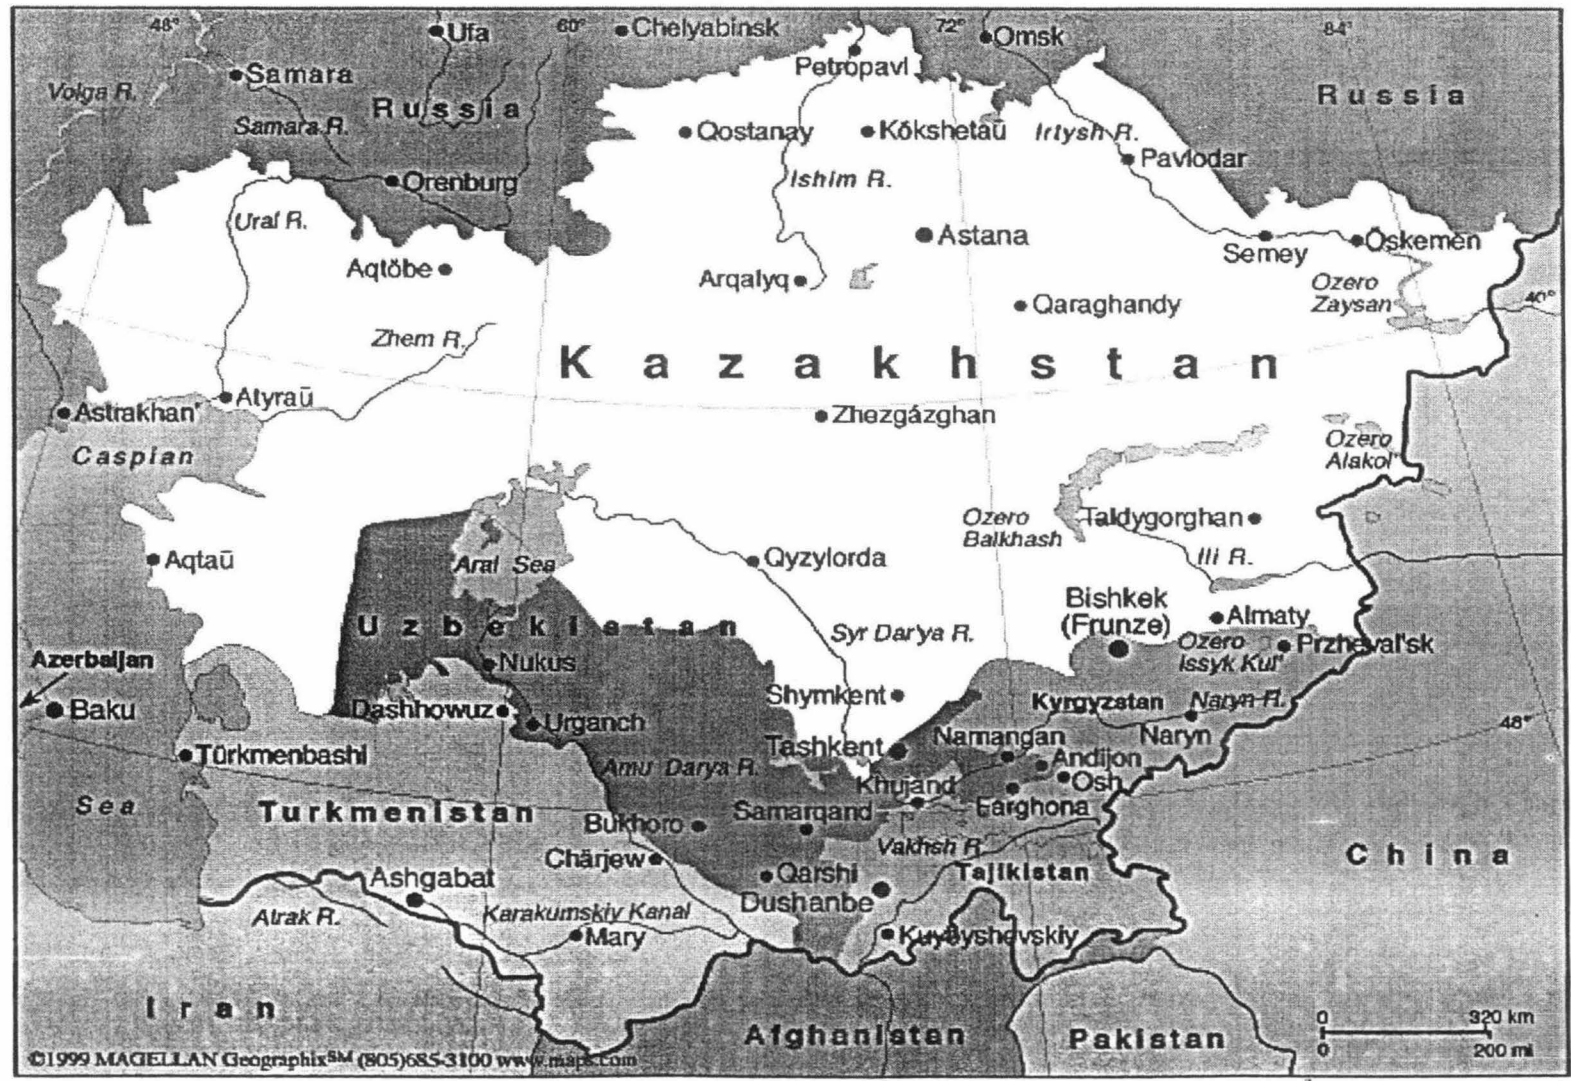 48°
Ufa
60°
Chelyabinsk
72°
Omsk
84°
Samara
Petropavl
Volga R.
Russia
Russia
Samara R.
Qostanay
Kökshetaū
Irtysh R.
Pavlodar
Orenburg
Ishim R.
Ural R.
Astana
Semey
Öskemen
Aqtöbe
Arqalyq
Ozero
Zaysan
Qaraghandy
40°
Zhem R.
Kazakhstan
Atyraū
Astrakhan'
Zhezgázghan
Caspian
Ozero
Alakol'
Ozero
Balkhash
Taldygorghan
Aqtaū
Aral Sea
Qyzylorda
Ili R.
Bishkek
(Frunze)
Almaty
Uzbekistan
Syr Dar'ya R.
Ozero
Issyk Kul'
Przheval'sk
Azerbaijan
Nukus
Baku
Dashhowuz
Urganch
Shymkent
Kyrgyzstan
Naryn R.
48°
Türkmenbashi
Tashkent
Namangan
Naryn
Andijon
Amu Darya R.
Khujand
Osh
Sea
Turkmenistan
Samarqand
Farghona
Bukhoro
Vakhsh R.
Chärjew
Tajikistan
China
Ashgabat
Qarshi
Dushanbe
Atrak R.
Karakumskiy Kanal
Mary
Kuybyshevskiy
Iran
Afghanistan
Pakistan
0 320 km
0 200 mi
©1999 MAGELLAN Geographix℠ (805)685-3100 www.maps.com